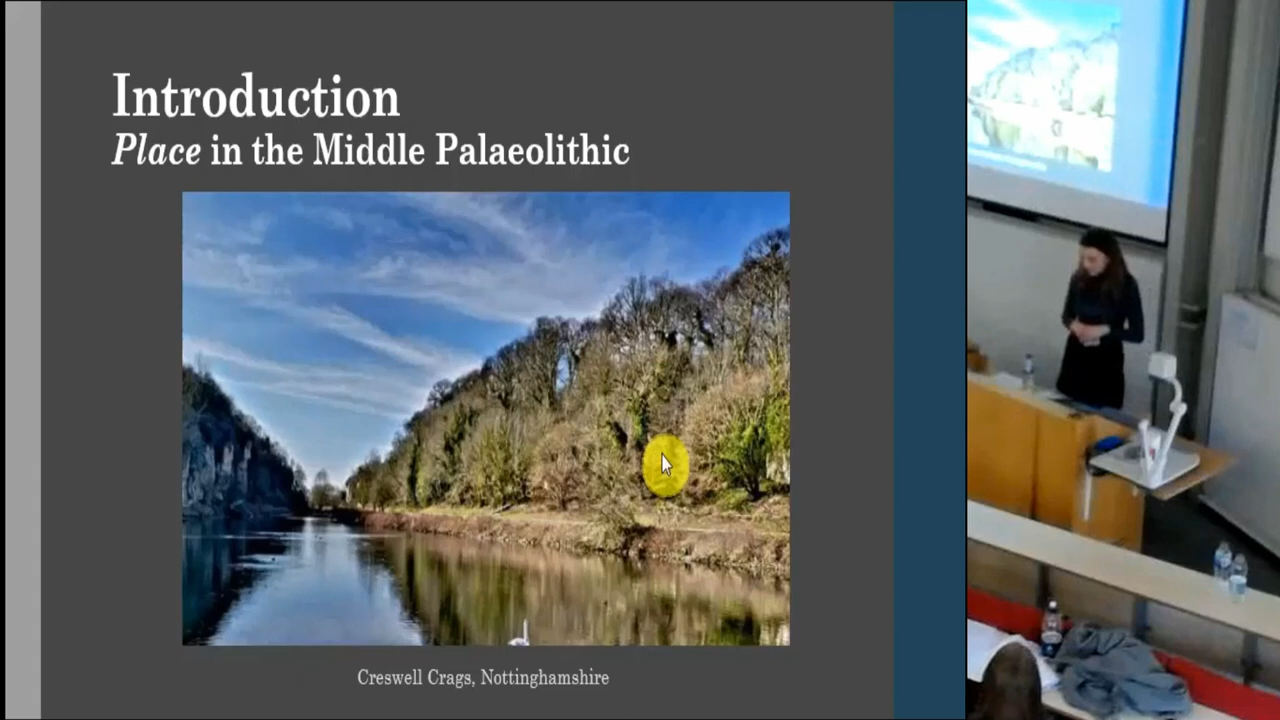 Introduction
Place in the Middle Palaeolithic
Creswell Crags, Nottinghamshire